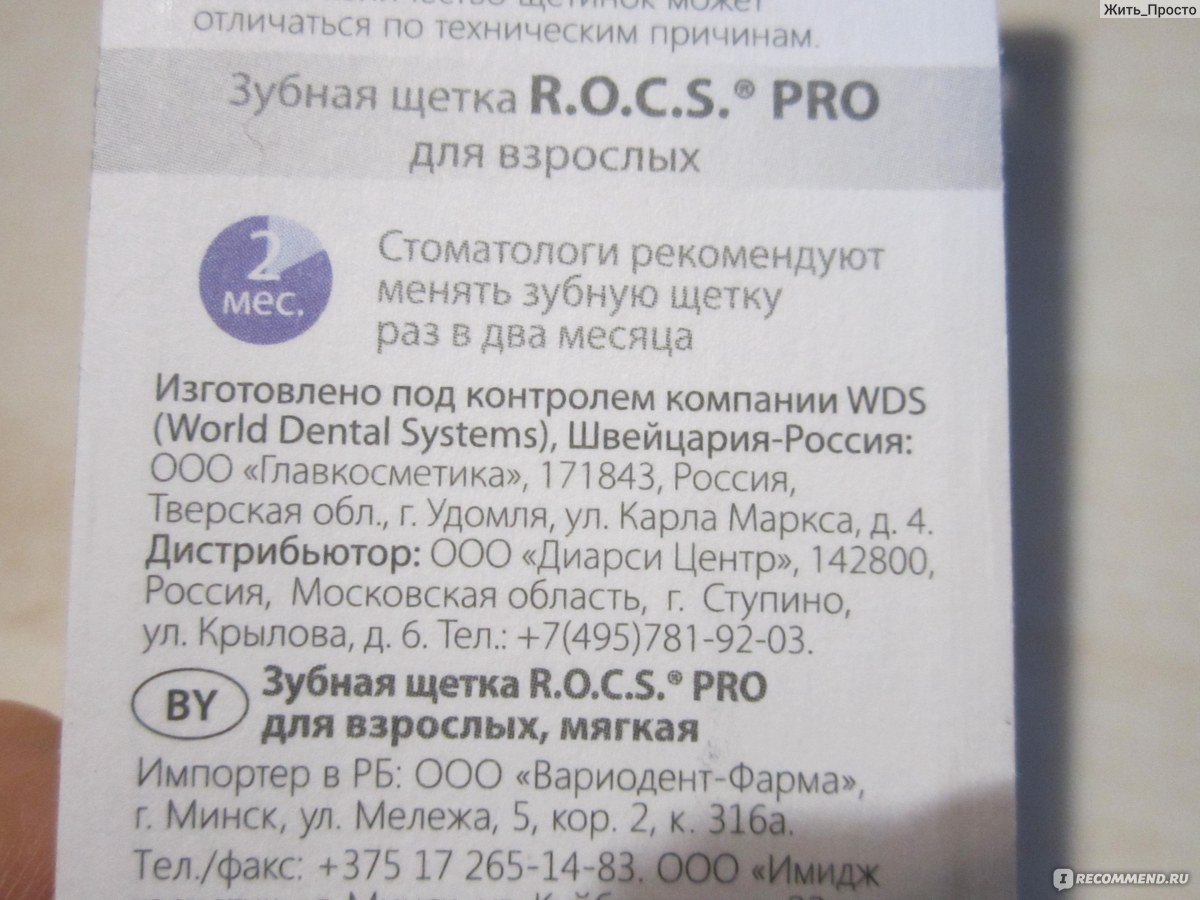 Жить_Просто
щетинок может
отличаться по техническим причинам.
Зубная щетка R.O.C.S.® PRO
для взрослых
2
мес.
Стоматологи рекомендуют
менять зубную щетку
раз в два месяца
Изготовлено под контролем компании WDS
(World Dental Systems), Швейцария-Россия:
ООО «Главкосметика», 171843, Россия,
Тверская обл., г. Удомля, ул. Карла Маркса, д. 4.
Дистрибьютор: ООО «Диарси Центр», 142800,
Россия, Московская область, г. Ступино,
ул. Крылова, д. 6. Тел.: +7(495)781-92-03.
BY
Зубная щетка R.O.C.S.® PRO
для взрослых, мягкая
Импортер в РБ: ООО «Вариодент-Фарма»,
г. Минск, ул. Мележа, 5, кор. 2, к. 316а.
Тел./факс: +375 17 265-14-83. ООО «Имидж
IRECOMMEND.RU